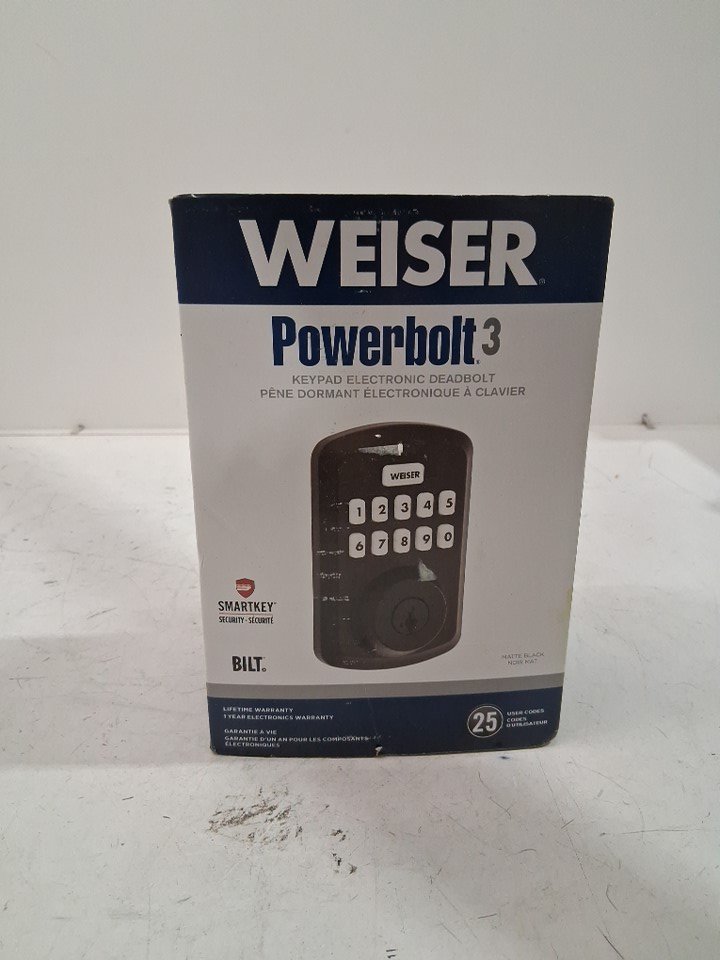 WEISER
Powerbolt 3
KEYPAD ELECTRONIC DEADBOLT
PÊNE DORMANT ÉLECTRONIQUE À CLAVIER
WEISER
1 2 3 4 5
6 7 8 9 0
SMARTKEY
SECURITY · SÉCURITÉ
BILT
MATTE BLACK
NOIR MAT
LIFETIME WARRANTY
1 YEAR ELECTRONICS WARRANTY
GARANTIE À VIE
GARANTIE D'UN AN POUR LES COMPOSANTS
ÉLECTRONIQUES
25
USER CODES
CODES
D'UTILISATEUR